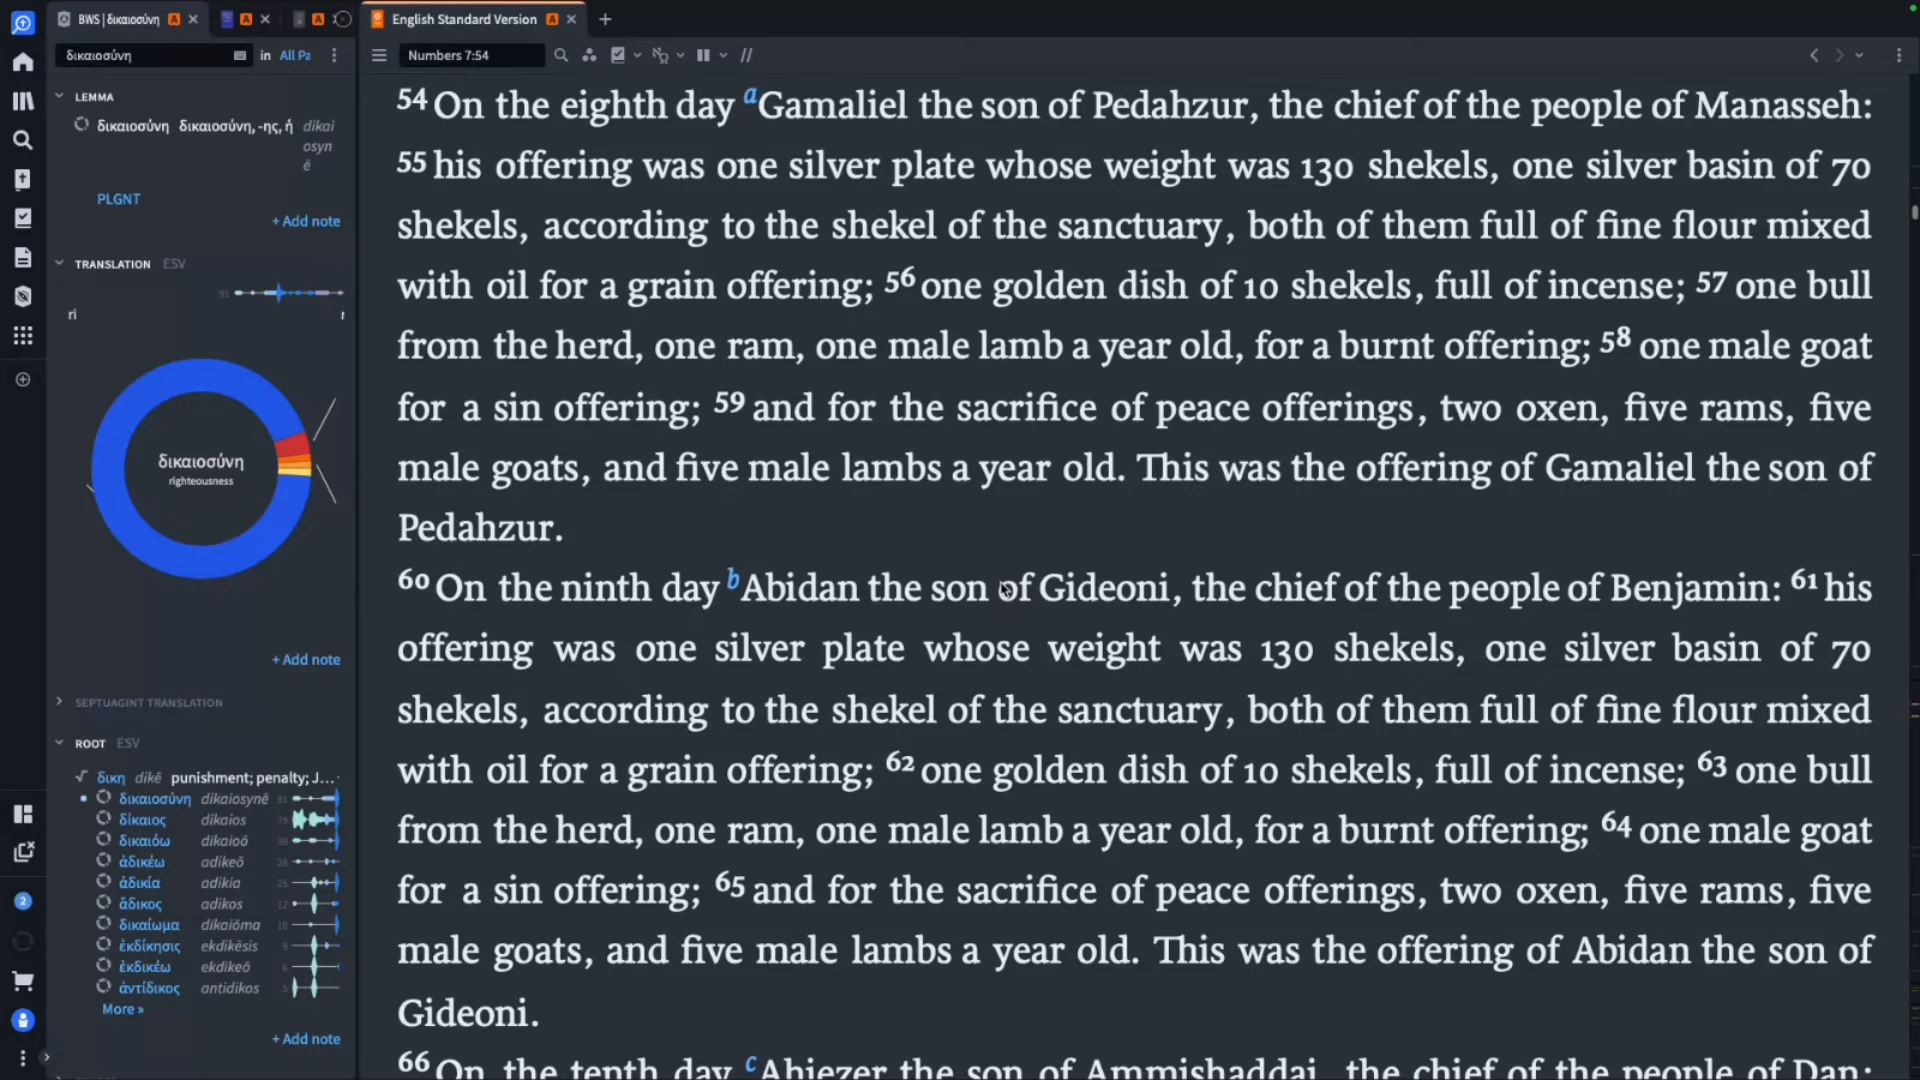 BWS | δικαιοσύνη A
A
A
English Standard Version A
δικαιοσύνη in All Pa
Numbers 7:54
LEMMA
δικαιοσύνη δικαιοσύνη, -ης, ἡ dikai
osyn
ē
PLGNT
+ Add note
TRANSLATION ESV
91
ri
δικαιοσύνη
righteousness
+ Add note
SEPTUAGINT TRANSLATION
ROOT ESV
δικη dikē punishment; penalty; J…
δικαιοσύνη dikaiosynē 91
δίκαιος dikaios 79
δικαιόω dikaioō 39
ἀδικέω adikeō 28
ἀδικία adikia 25
ἄδικος adikos 12
δικαίωμα dikaiōma 10
ἐκδίκησις ekdikēsis 9
ἐκδικέω ekdikeō 6
ἀντίδικος antidikos 5
More »
+ Add note
2
54 On the eighth day a Gamaliel the son of Pedahzur, the chief of the people of Manasseh:
55 his offering was one silver plate whose weight was 130 shekels, one silver basin of 70
shekels, according to the shekel of the sanctuary, both of them full of fine flour mixed
with oil for a grain offering; 56 one golden dish of 10 shekels, full of incense; 57 one bull
from the herd, one ram, one male lamb a year old, for a burnt offering; 58 one male goat
for a sin offering; 59 and for the sacrifice of peace offerings, two oxen, five rams, five
male goats, and five male lambs a year old. This was the offering of Gamaliel the son of
Pedahzur.
60 On the ninth day b Abidan the son of Gideoni, the chief of the people of Benjamin: 61 his
offering was one silver plate whose weight was 130 shekels, one silver basin of 70
shekels, according to the shekel of the sanctuary, both of them full of fine flour mixed
with oil for a grain offering; 62 one golden dish of 10 shekels, full of incense; 63 one bull
from the herd, one ram, one male lamb a year old, for a burnt offering; 64 one male goat
for a sin offering; 65 and for the sacrifice of peace offerings, two oxen, five rams, five
male goats, and five male lambs a year old. This was the offering of Abidan the son of
Gideoni.
66 On the tenth day c Ahiezer the son of Ammishaddai, the chief of the people of Dan: